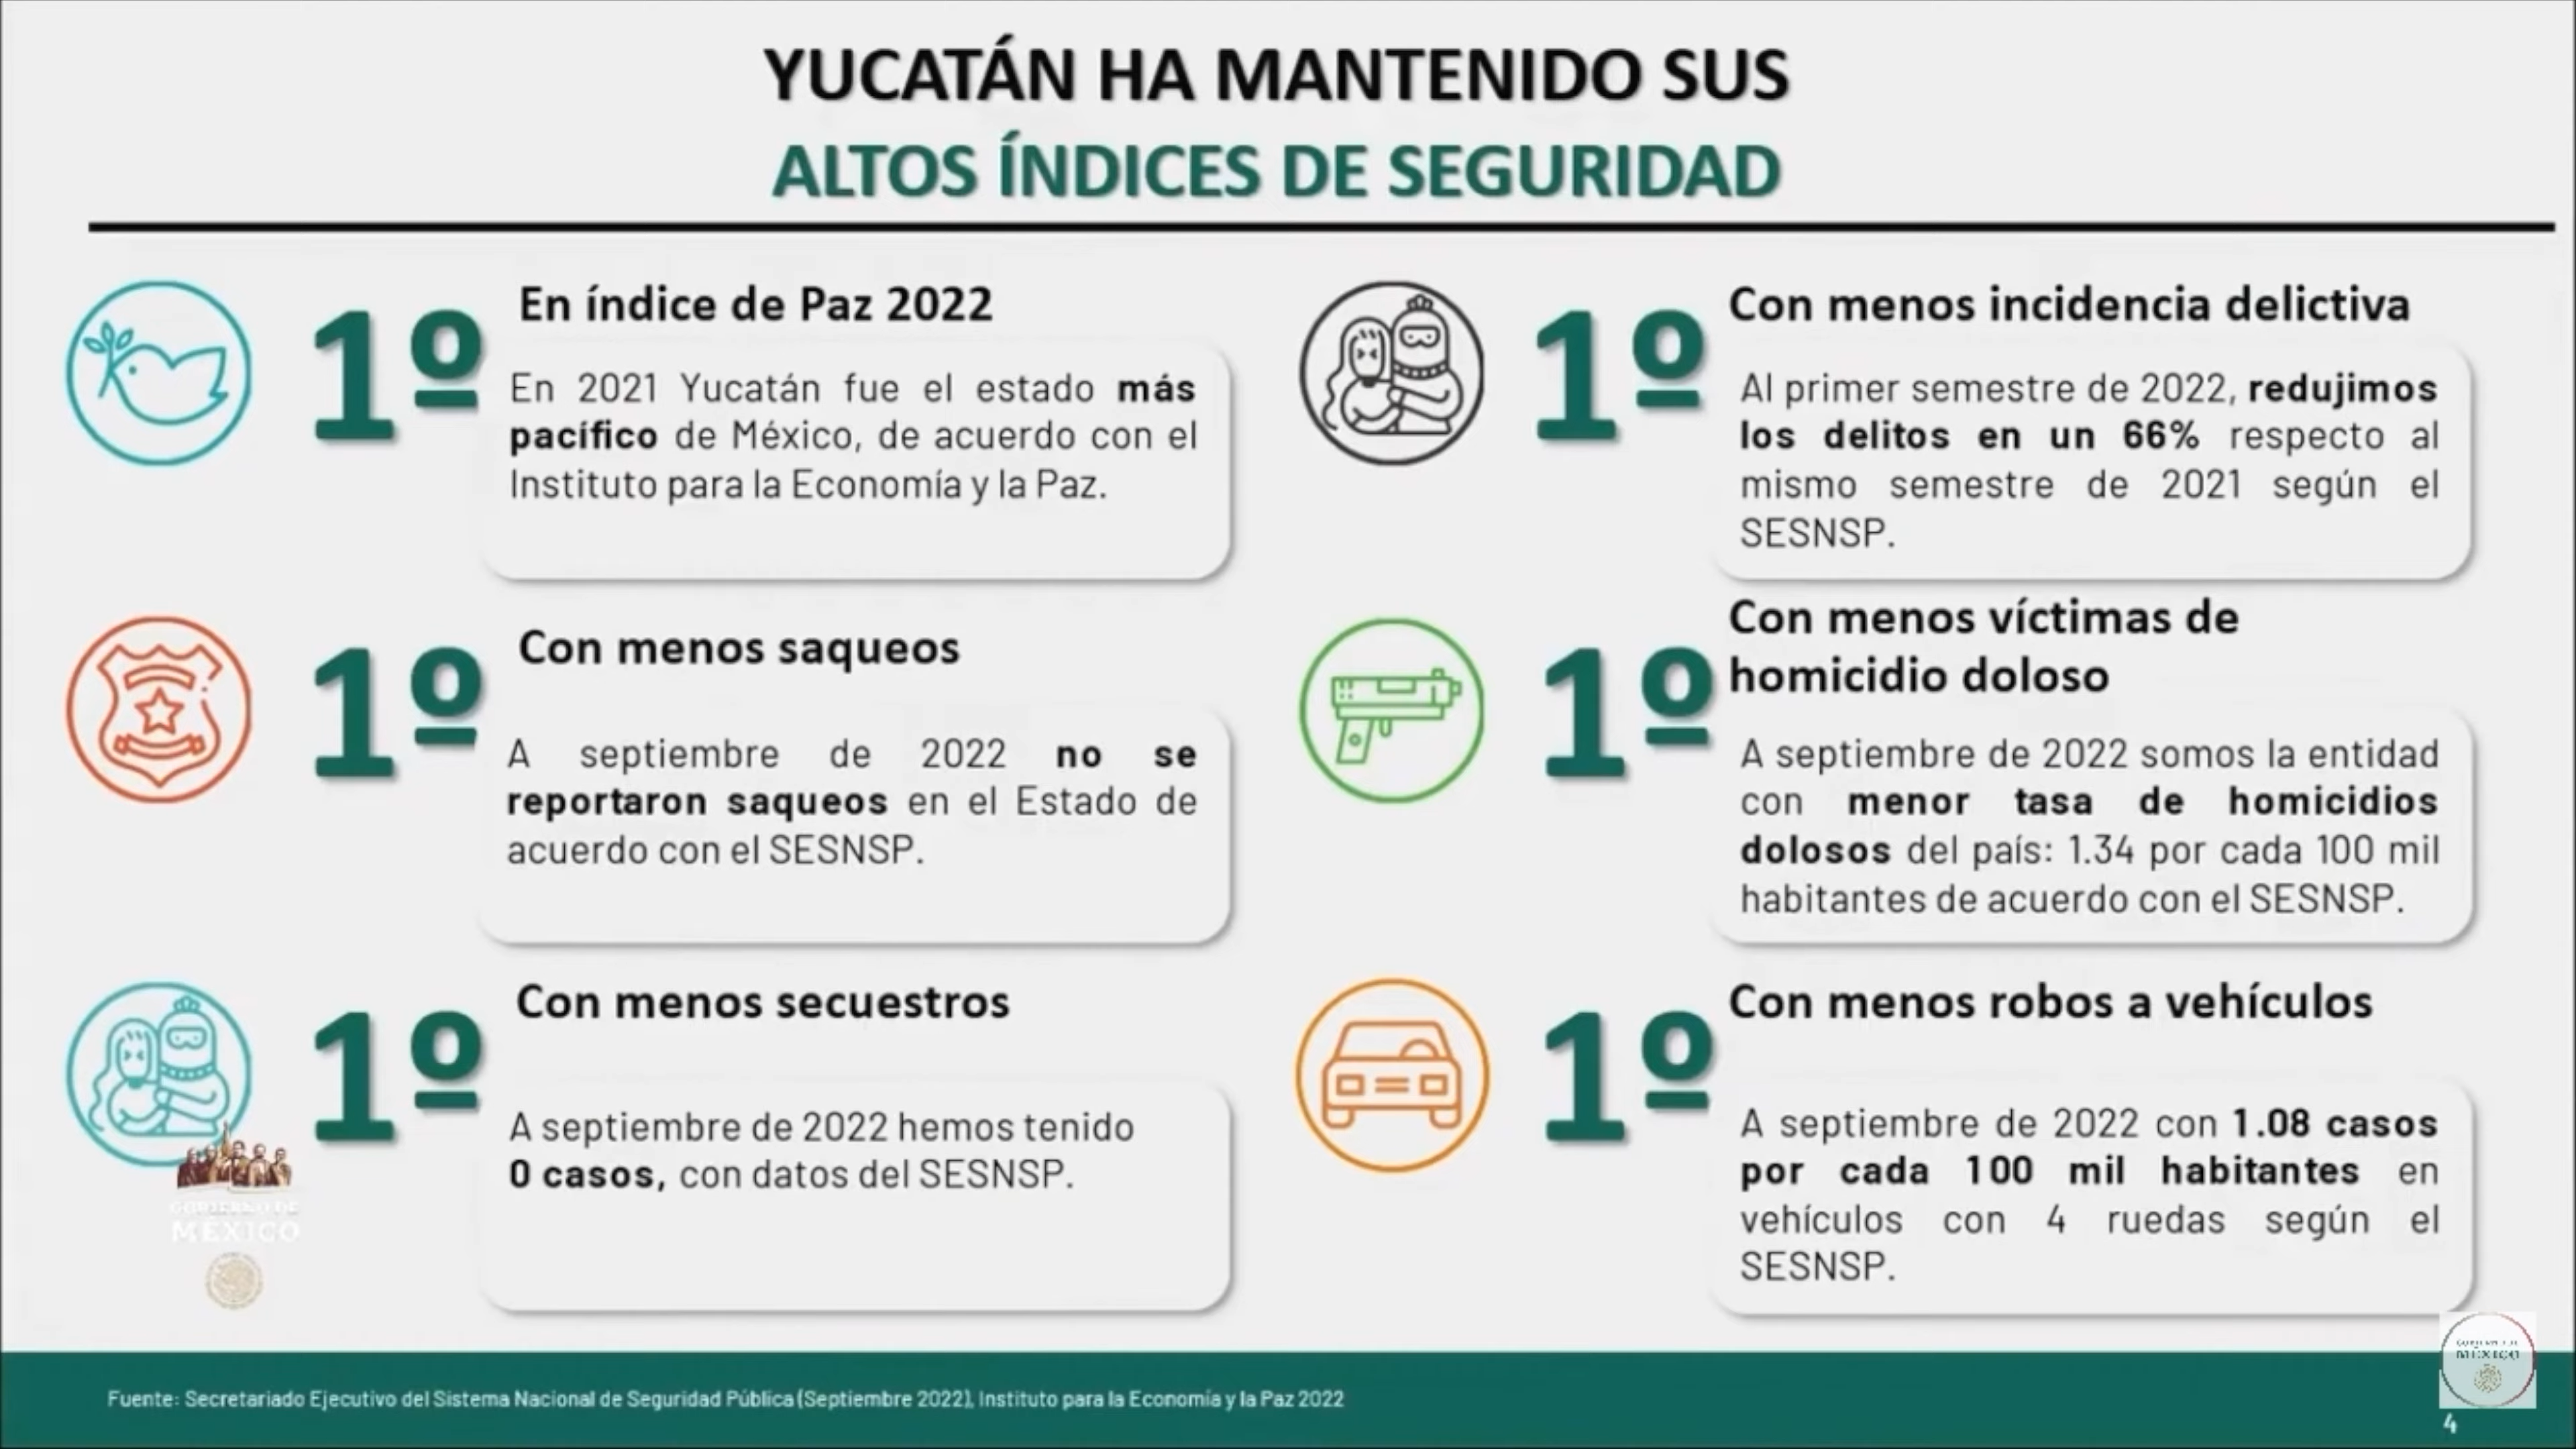 YUCATÁN HA MANTENIDO SUS
ALTOS ÍNDICES DE SEGURIDAD
1º
En índice de Paz 2022
En 2021 Yucatán fue el estado más
pacífico de México, de acuerdo con el
Instituto para la Economía y la Paz.
1º
Con menos incidencia delictiva
Al primer semestre de 2022, redujimos
los delitos en un 66% respecto al
mismo semestre de 2021 según el
SESNSP.
1º
Con menos saqueos
A septiembre de 2022 no se
reportaron saqueos en el Estado de
acuerdo con el SESNSP.
1º
Con menos víctimas de
homicidio doloso
A septiembre de 2022 somos la entidad
con menor tasa de homicidios
dolosos del país: 1.34 por cada 100 mil
habitantes de acuerdo con el SESNSP.
1º
Con menos secuestros
A septiembre de 2022 hemos tenido
0 casos, con datos del SESNSP.
1º
Con menos robos a vehículos
A septiembre de 2022 con 1.08 casos
por cada 100 mil habitantes en
vehículos con 4 ruedas según el
SESNSP.
GOBIERNO DE
MÉXICO
Fuente: Secretariado Ejecutivo del Sistema Nacional de Seguridad Pública (Septiembre 2022), Instituto para la Economía y la Paz 2022
GOBIERNO DE
MÉXICO
4